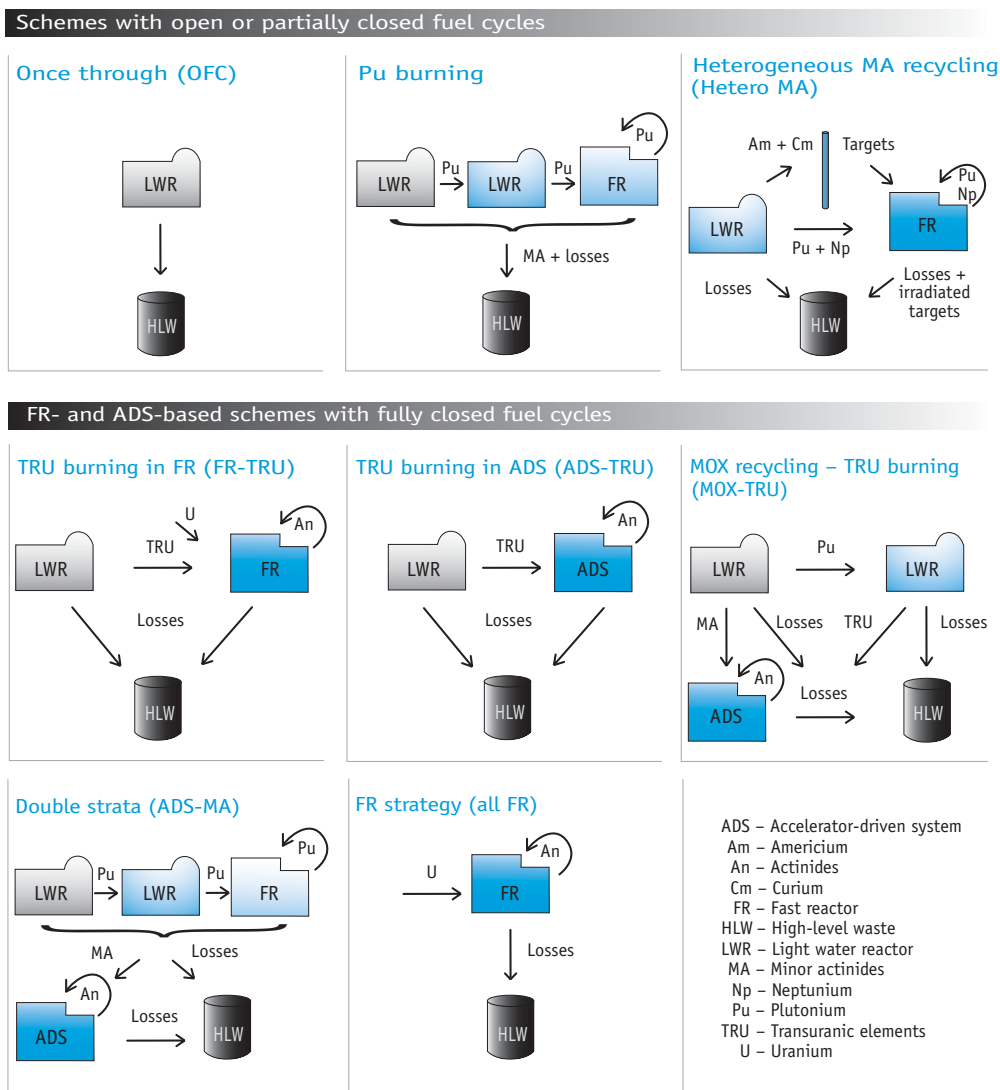 Schemes with open or partially closed fuel cycles
Once through (OFC)
LWR
HLW
Pu burning
Pu
LWR
Pu
LWR
Pu
FR
MA + losses
HLW
Heterogeneous MA recycling
(Hetero MA)
Am + Cm
Targets
Pu
Np
LWR
FR
Pu + Np
Losses
Losses +
irradiated
targets
HLW
FR- and ADS-based schemes with fully closed fuel cycles
TRU burning in FR (FR-TRU)
U
An
TRU
LWR
FR
Losses
HLW
TRU burning in ADS (ADS-TRU)
An
TRU
LWR
ADS
Losses
HLW
MOX recycling – TRU burning
(MOX-TRU)
Pu
LWR
LWR
MA
Losses
TRU
Losses
An
Losses
ADS
HLW
Double strata (ADS-MA)
Pu
Pu
Pu
LWR
LWR
FR
MA
Losses
An
Losses
ADS
HLW
FR strategy (all FR)
An
U
FR
Losses
HLW
ADS – Accelerator-driven system
Am – Americium
An – Actinides
Cm – Curium
FR – Fast reactor
HLW – High-level waste
LWR – Light water reactor
MA – Minor actinides
Np – Neptunium
Pu – Plutonium
TRU – Transuranic elements
U – Uranium